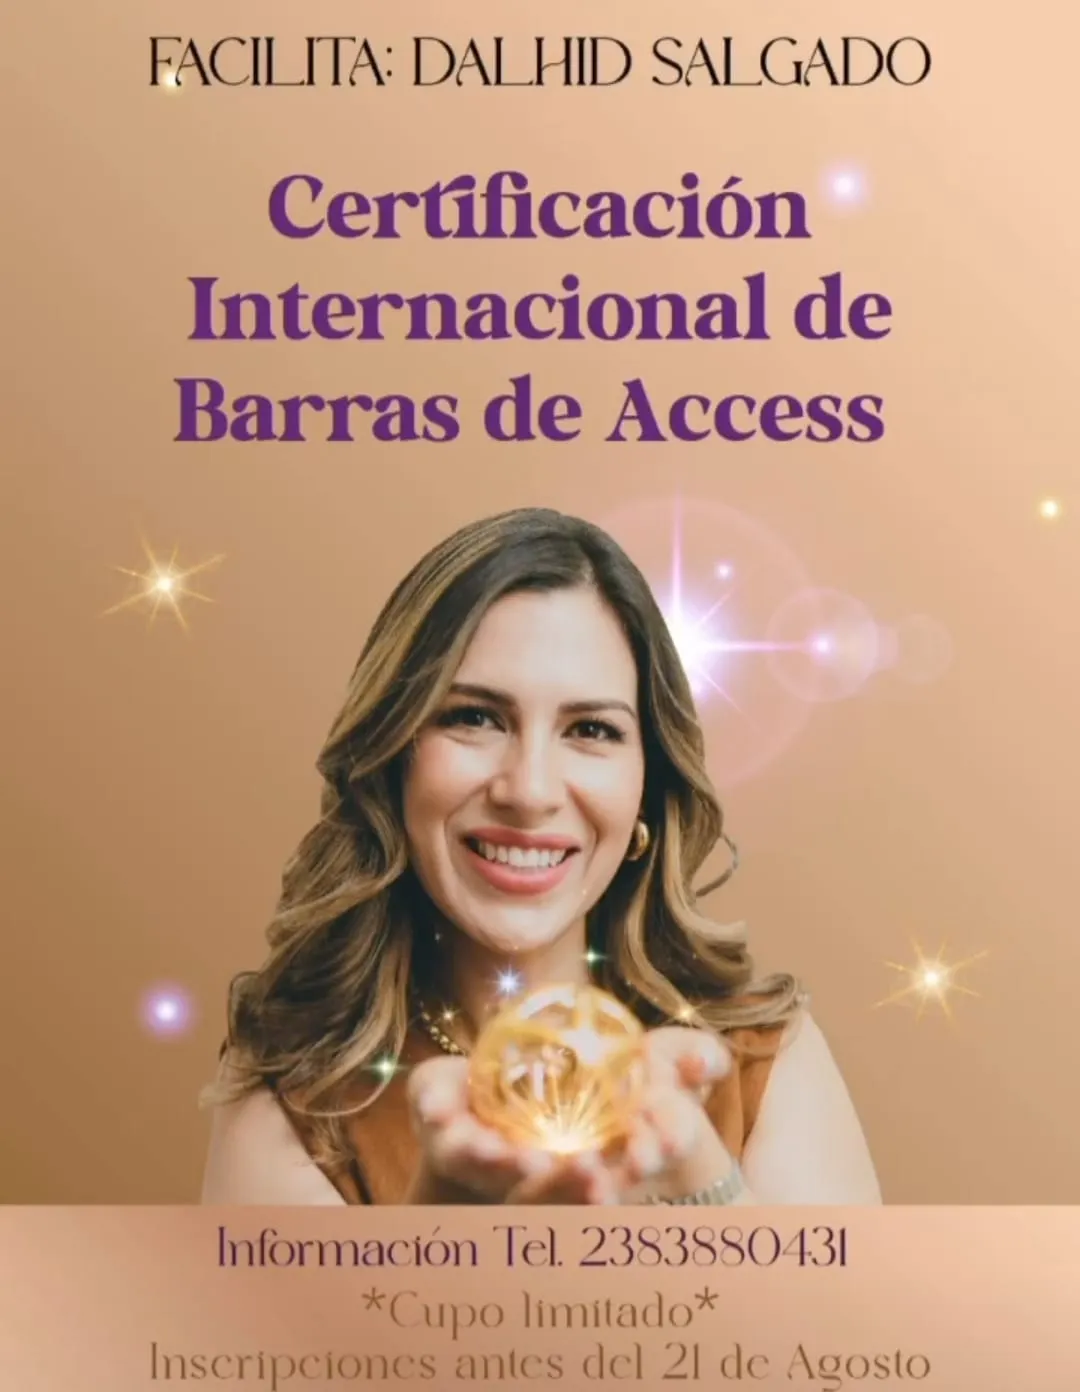 FACILITA: DALHID SALGADO
Certificación
Internacional de
Barras de Access
Información Tel. 2383880431
*Cupo limitado*
Inscripciones antes del 21 de Agosto